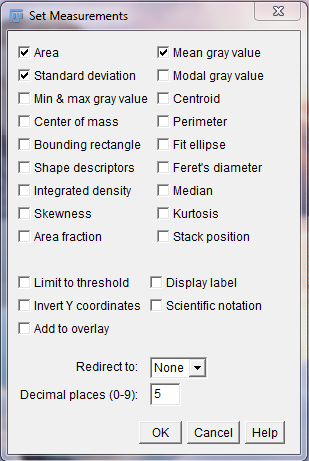 Set Measurements
Area
Mean gray value
Standard deviation
Modal gray value
Min & max gray value
Centroid
Center of mass
Perimeter
Bounding rectangle
Fit ellipse
Shape descriptors
Feret's diameter
Integrated density
Median
Skewness
Kurtosis
Area fraction
Stack position
Limit to threshold
Display label
Invert Y coordinates
Scientific notation
Add to overlay
Redirect to: None
Decimal places (0-9): 5
OK Cancel Help